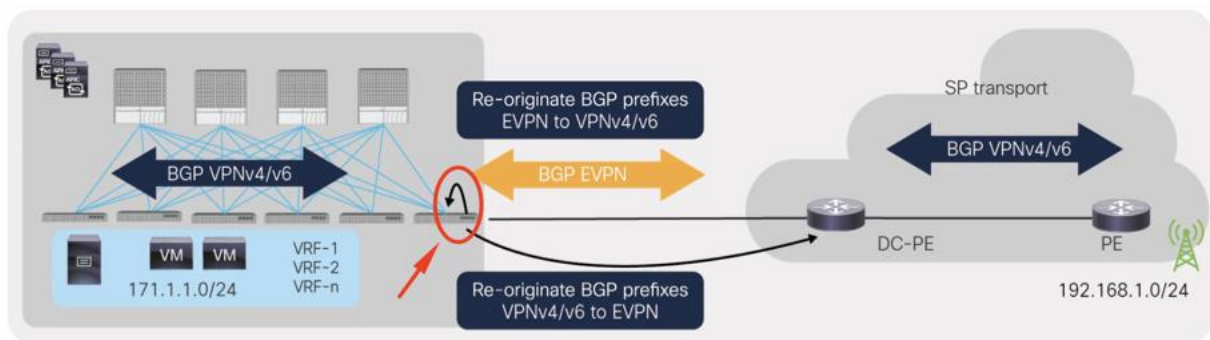 APIC
Re-originate BGP prefixes
EVPN to VPNv4/v6
SP transport
BGP VPNv4/v6
BGP EVPN
BGP VPNv4/v6
DC-PE
PE
VM
VM
VRF-1
VRF-2
VRF-n
171.1.1.0/24
Re-originate BGP prefixes
VPNv4/v6 to EVPN
192.168.1.0/24